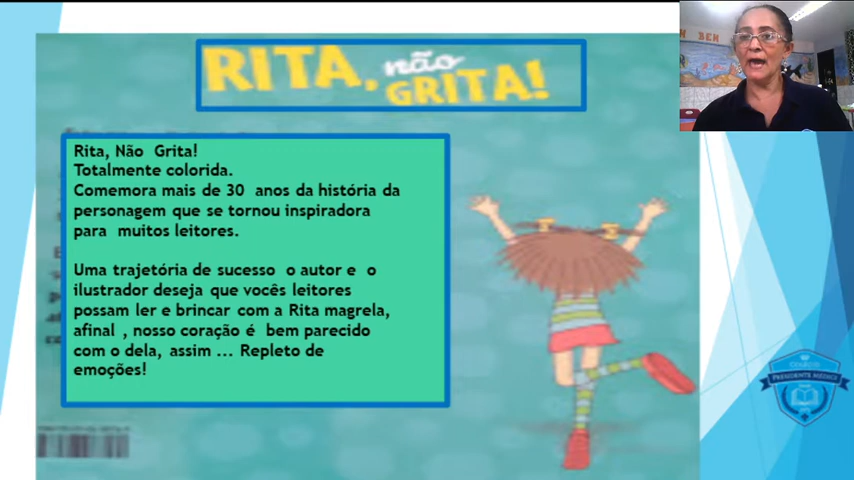 RITA, não
GRITA!
Rita, Não Grita!
Totalmente colorida.
Comemora mais de 30 anos da história da
personagem que se tornou inspiradora
para muitos leitores.
Uma trajetória de sucesso o autor e o
ilustrador deseja que vocês leitores
possam ler e brincar com a Rita magrela,
afinal , nosso coração é bem parecido
com o dela, assim ... Repleto de
emoções!
COLÉGIO
PRESIDENTE MÉDICI